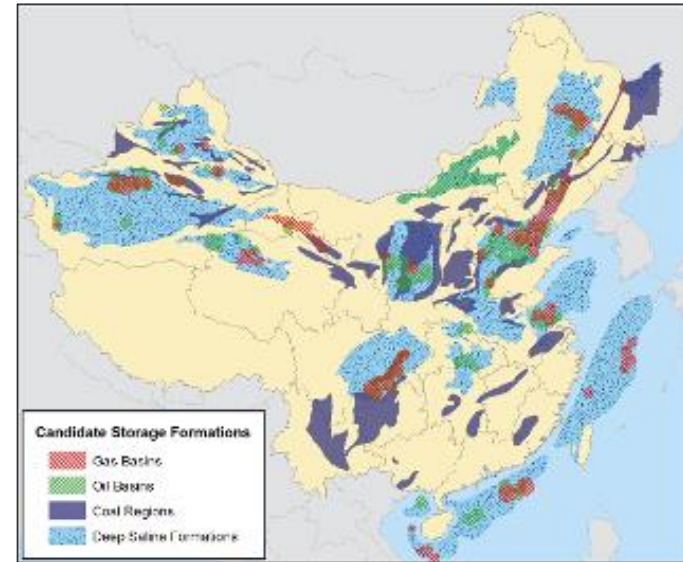 Candidate Storage Formations
Gas Basins
Oil Basins
Coal Regions
Deep Saline Formations